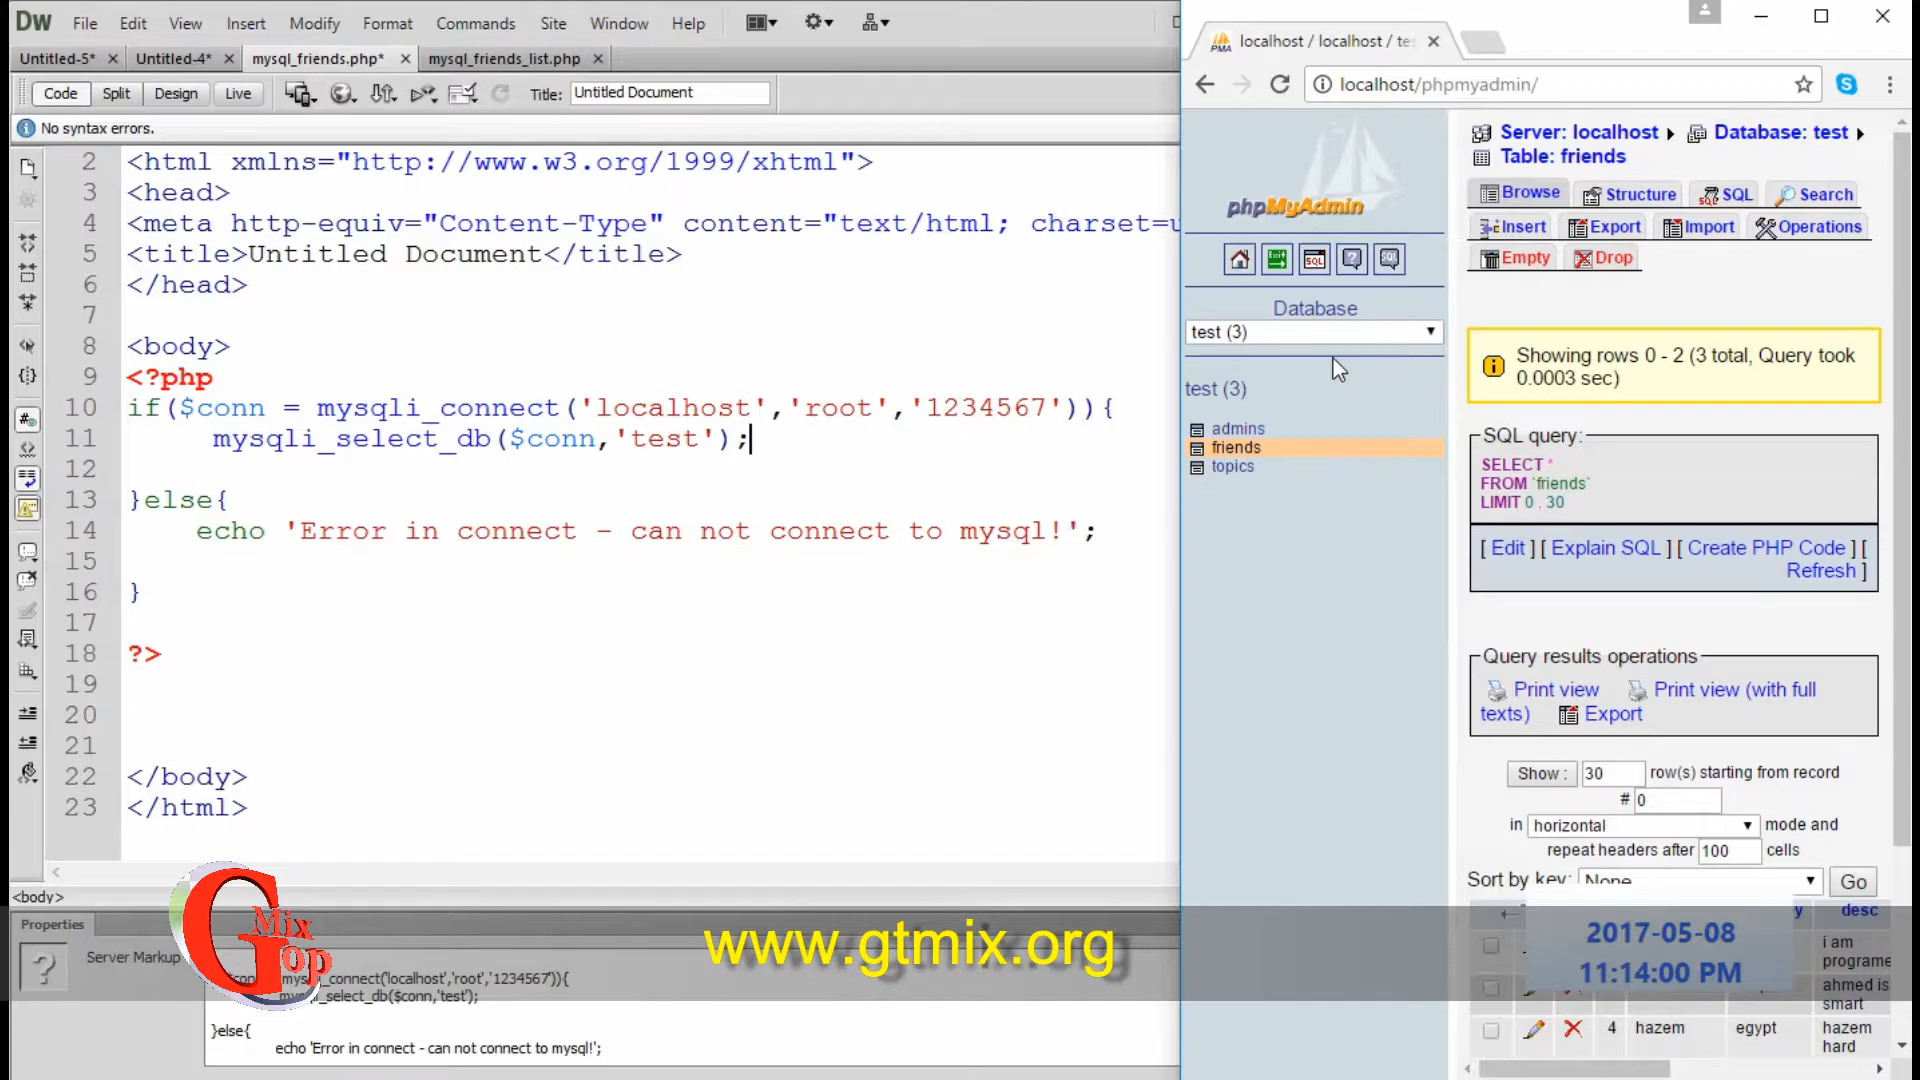 Dw File Edit View Insert Modify Format Commands Site Window Help
Untitled-5* Untitled-4* mysql_friends.php* mysql_friends_list.php
Code Split Design Live Title: Untitled Document
No syntax errors.
2 <html xmlns="http://www.w3.org/1999/xhtml">
3 <head>
4 <meta http-equiv="Content-Type" content="text/html; charset=u
5 <title>Untitled Document</title>
6 </head>
7
8 <body>
9 <?php
10 if($conn = mysqli_connect('localhost','root','1234567')){
11 mysqli_select_db($conn,'test');
12
13 }else{
14 echo 'Error in connect - can not connect to mysql!';
15
16 }
17
18 ?>
19
20
21
22 </body>
23 </html>
<body>
Properties
? Server Markup
mysqli_connect('localhost','root','1234567')){
mysqli_select_db($conn,'test');
}else{
echo 'Error in connect - can not connect to mysql!';
G Mix
Top
www.gtmix.org
PMA localhost / localhost / tes
localhost/phpmyadmin/
phpMyAdmin
Database
test (3)
test (3)
admins
friends
topics
Server: localhost Database: test
Table: friends
Browse Structure SQL Search
Insert Export Import Operations
Empty Drop
Showing rows 0 - 2 (3 total, Query took
0.0003 sec)
SQL query:
SELECT *
FROM `friends`
LIMIT 0 , 30
[ Edit ] [ Explain SQL ] [ Create PHP Code ] [
Refresh ]
Query results operations
Print view Print view (with full
texts) Export
Show : 30 row(s) starting from record
# 0
in horizontal mode and
repeat headers after 100 cells
Sort by key: None Go
y desc
2017-05-08
11:14:00 PM
i am
programe
ahmed is
smart
4 hazem egypt hazem
hard